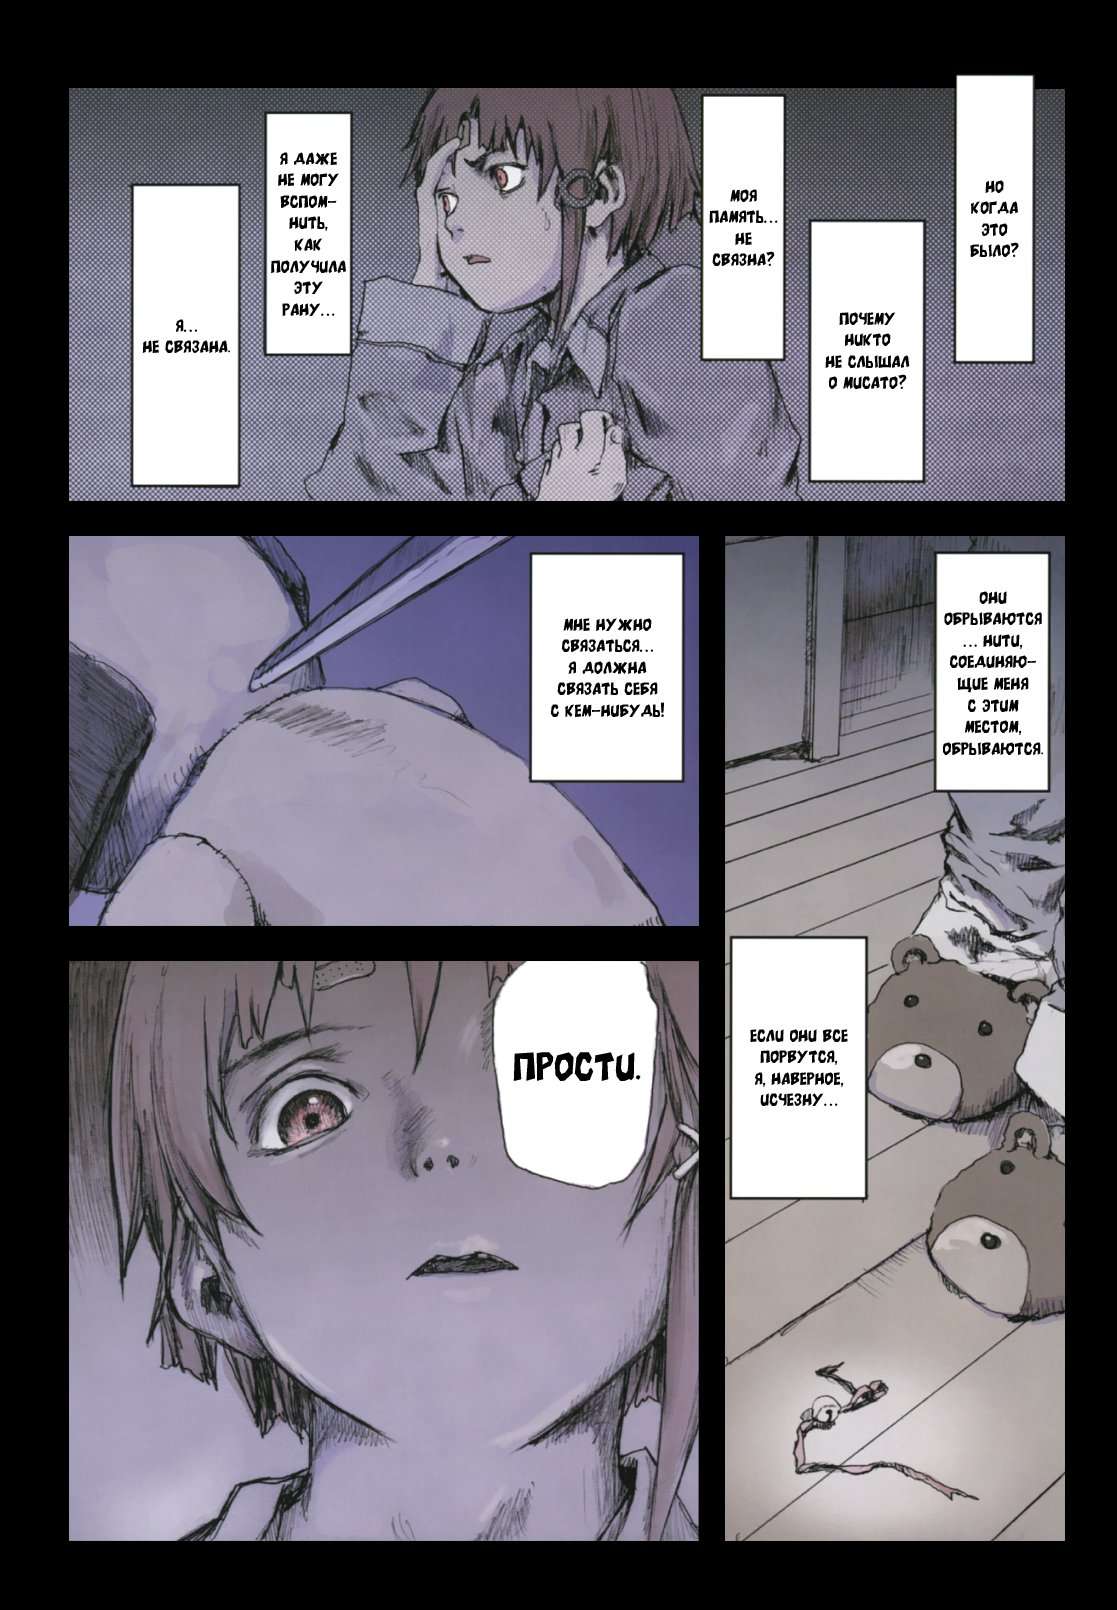 НО
КОГДА
ЭТО
БЫЛО?
ПОЧЕМУ
НИКТО
НЕ СЛЫШАЛ
О МИСАТО?
МОЯ
ПАМЯТЬ...
НЕ
СВЯЗНА?
Я ДАЖЕ
НЕ МОГУ
ВСПОМ-
НИТЬ,
КАК
ПОЛУЧИЛА
ЭТУ
РАНУ...
Я...
НЕ СВЯЗАНА.
ОНИ
ОБРЫВАЮТСЯ
... НИТИ,
СОЕДИНЯЮ-
ЩИЕ МЕНЯ
С ЭТИМ
МЕСТОМ,
ОБРЫВАЮТСЯ.
ЕСЛИ ОНИ ВСЕ
ПОРВУТСЯ,
Я, НАВЕРНОЕ,
ИСЧЕЗНУ...
МНЕ НУЖНО
СВЯЗАТЬСЯ...
Я ДОЛЖНА
СВЯЗАТЬ СЕБЯ
С КЕМ-НИБУДЬ!
ПРОСТИ.